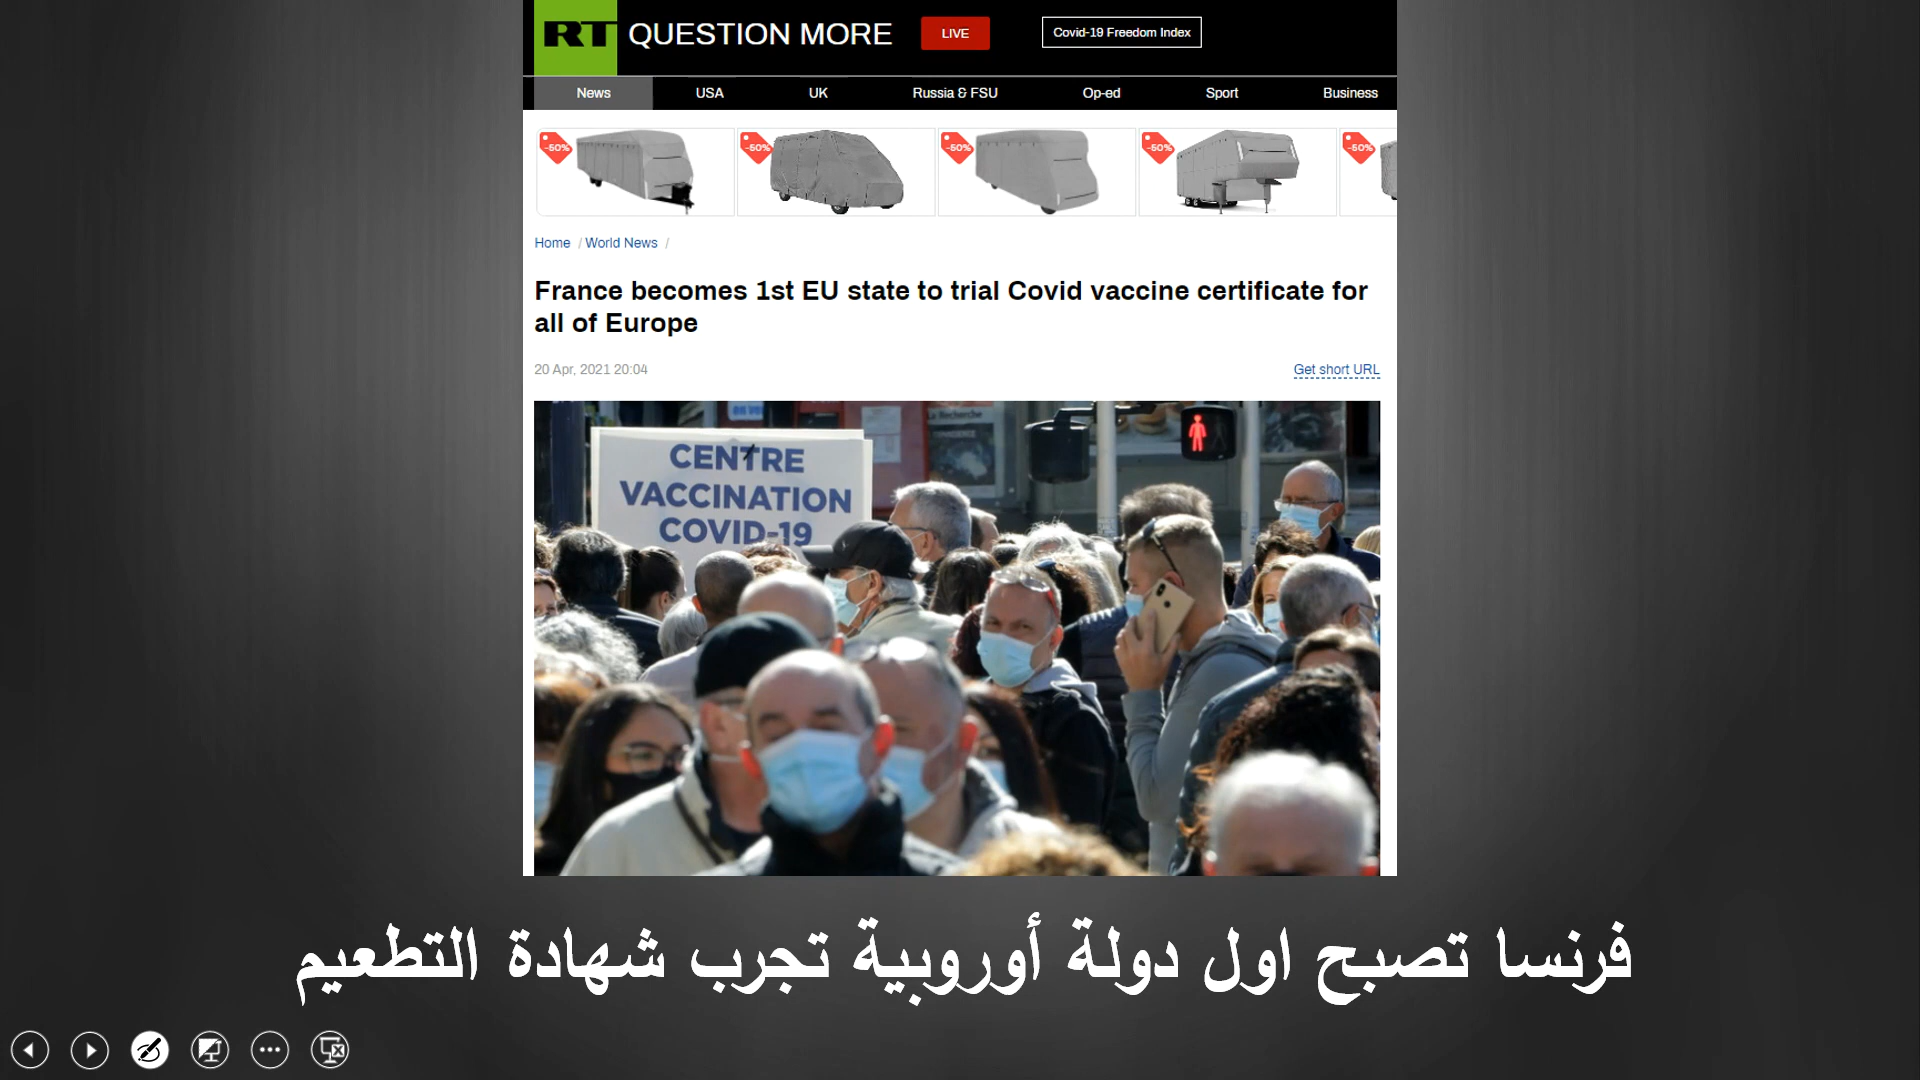 RT QUESTION MORE LIVE Covid-19 Freedom Index
News USA UK Russia & FSU Op-ed Sport Business
-50% -50% -50% -50% -50%
Home / World News /
France becomes 1st EU state to trial Covid vaccine certificate for
all of Europe
20 Apr, 2021 20:04 Get short URL
La Recherche
CENTRE
VACCINATION
COVID-19
فرنسا تصبح اول دولة أوروبية تجرب شهادة التطعيم